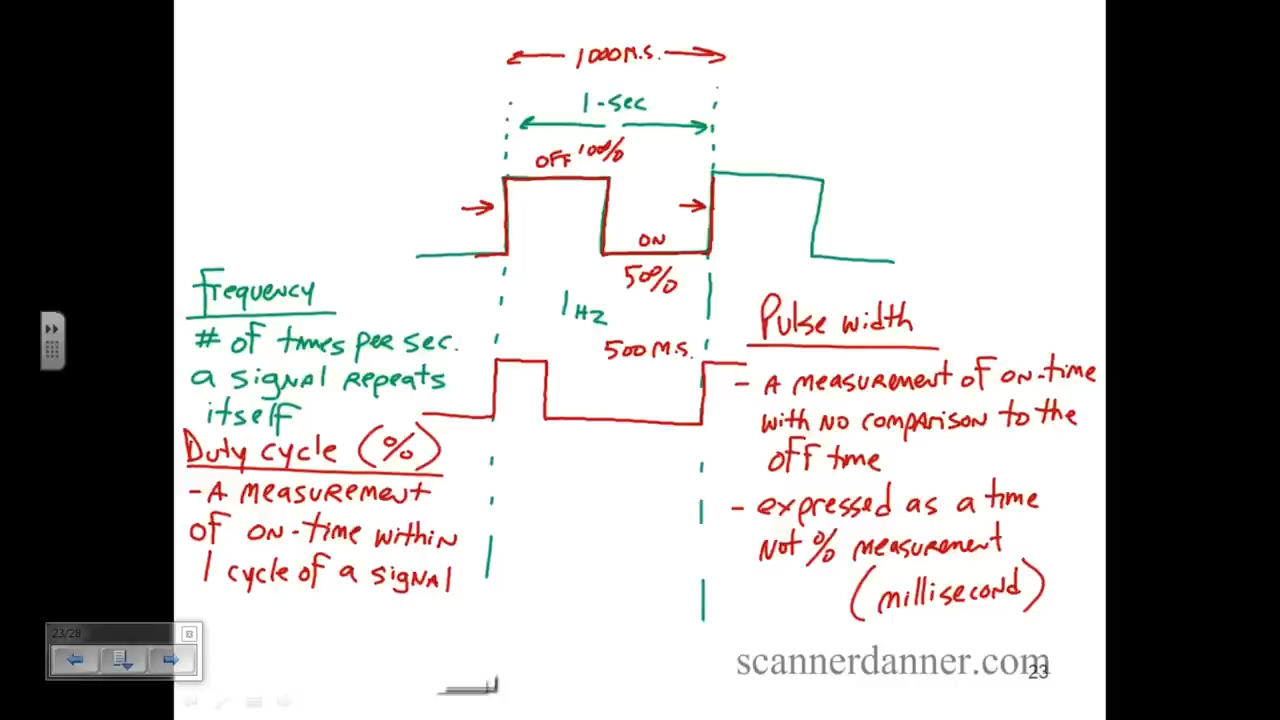 1000 M.S.
1-sec
OFF 100%
ON
50%
1 Hz
500 M.S.
Frequency
# of times per sec.
a signal repeats
itself
Duty cycle (%)
- A measurement
of on-time within
1 cycle of a signal
Pulse width
- A measurement of on-time
with no comparison to the
off time
- expressed as a time
Not % measurement
(millisecond)
23/28
scannerdanner.com
23